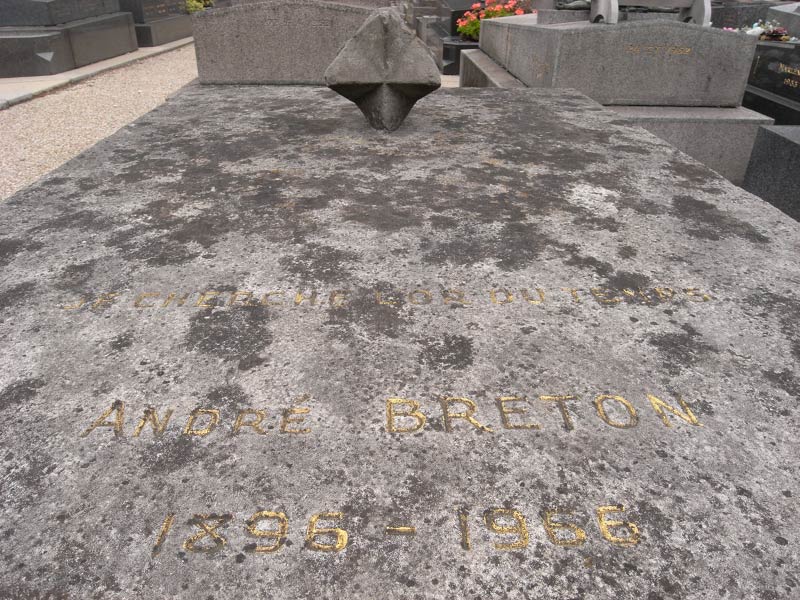 JE CHERCHE L'OR DU TEMPS
ANDRÉ BRETON
1896 - 1966